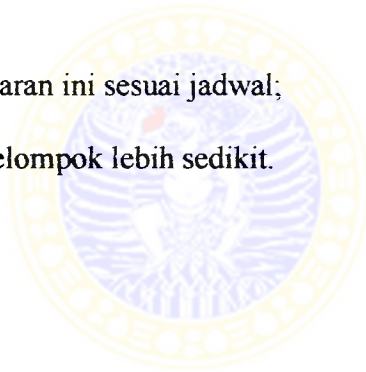 aran ini sesuai jadwal;
elompok lebih sedikit.